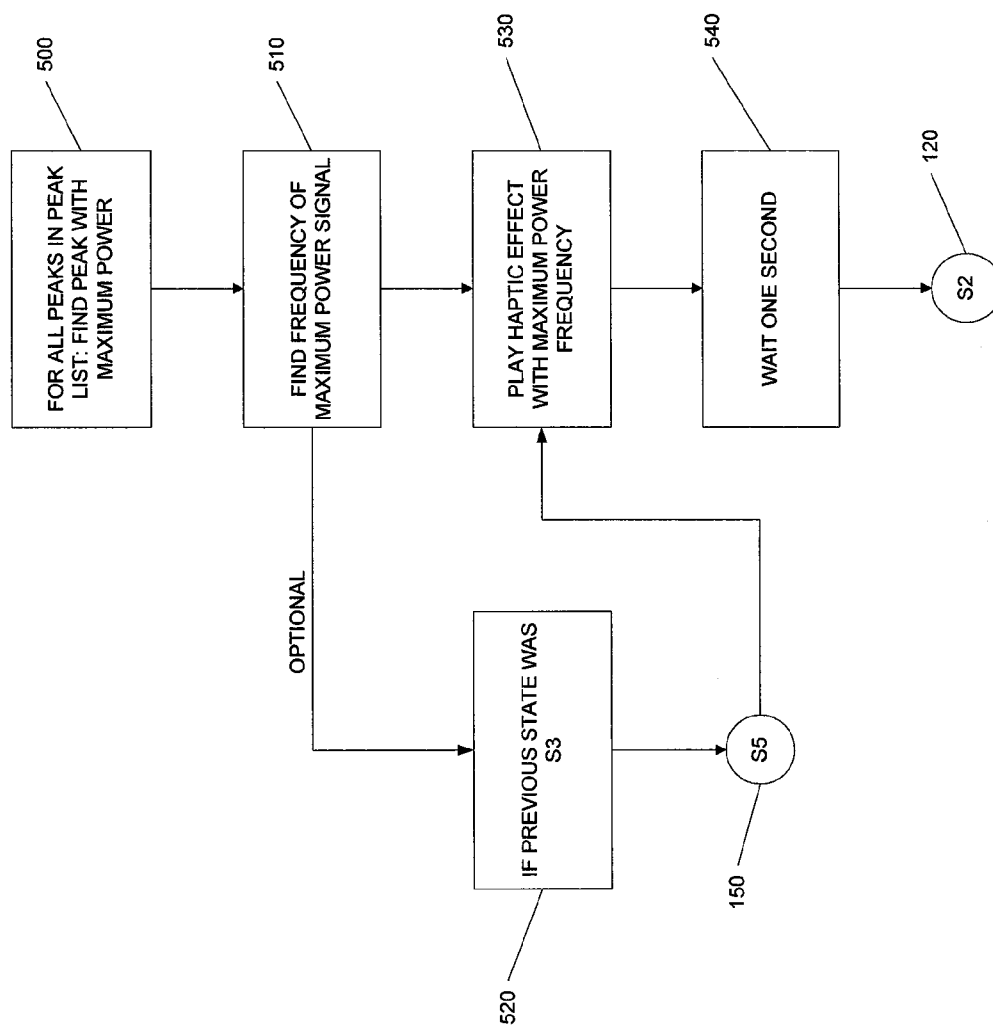 500
FOR ALL PEAKS IN PEAK
LIST: FIND PEAK WITH
MAXIMUM POWER
510
FIND FREQUENCY OF
MAXIMUM POWER SIGNAL
OPTIONAL
520
IF PREVIOUS STATE WAS
S3
150
S5
530
PLAY HAPTIC EFFECT
WITH MAXIMUM POWER
FREQUENCY
540
WAIT ONE SECOND
120
S2